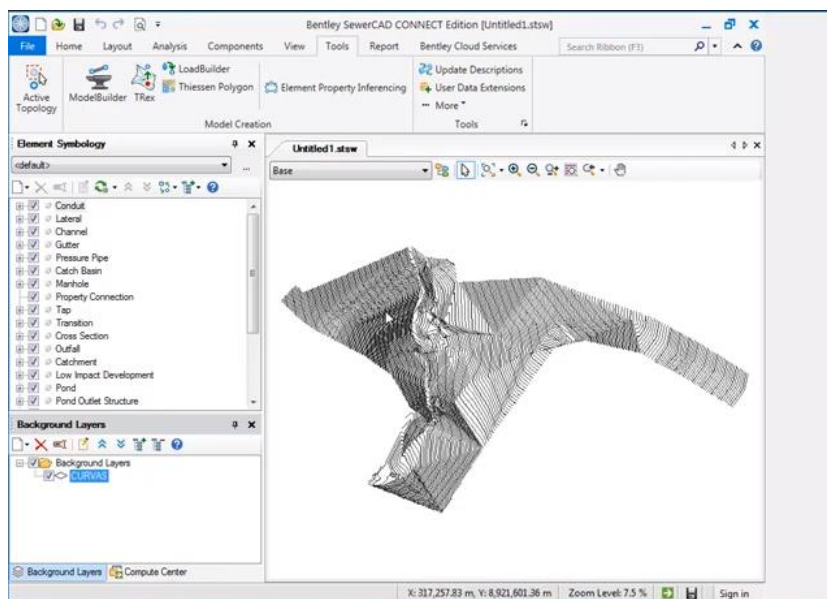 Bentley SewerCAD CONNECT Edition [Untitled1.stsw]
File Home Layout Analysis Components View Tools Report Bentley Cloud Services Search Ribbon (F3)
Active Topology
ModelBuilder
TRex
LoadBuilder
Thiessen Polygon
Element Property Inferencing
Model Creation
Update Descriptions
User Data Extensions
More
Tools
Element Symbology
<default>
...
Conduit
Lateral
Channel
Gutter
Pressure Pipe
Catch Basin
Manhole
Property Connection
Tap
Transition
Cross Section
Outfall
Catchment
Low Impact Development
Pond
Pond Outlet Structure
Background Layers
Background Layers
CURVAS
Background Layers Compute Center
Untitled1.stsw
Base
X: 317,257.83 m, Y: 8,921,601.36 m Zoom Level: 7.5 % Sign in